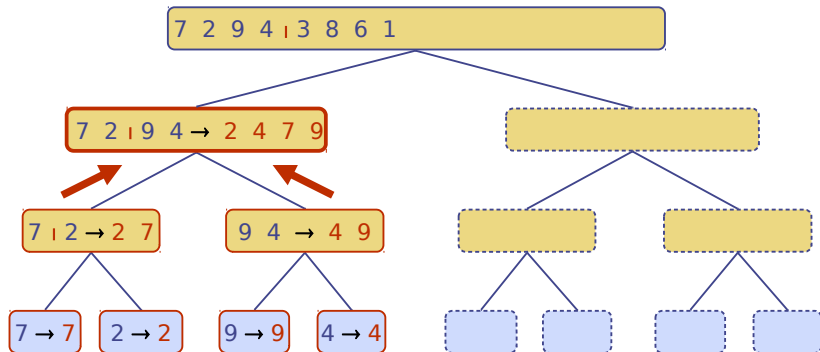 7 2 9 4 | 3 8 6 1
7 2 | 9 4 → 2 4 7 9
7 | 2 → 2 7
9 4 → 4 9
7 → 7
2 → 2
9 → 9
4 → 4